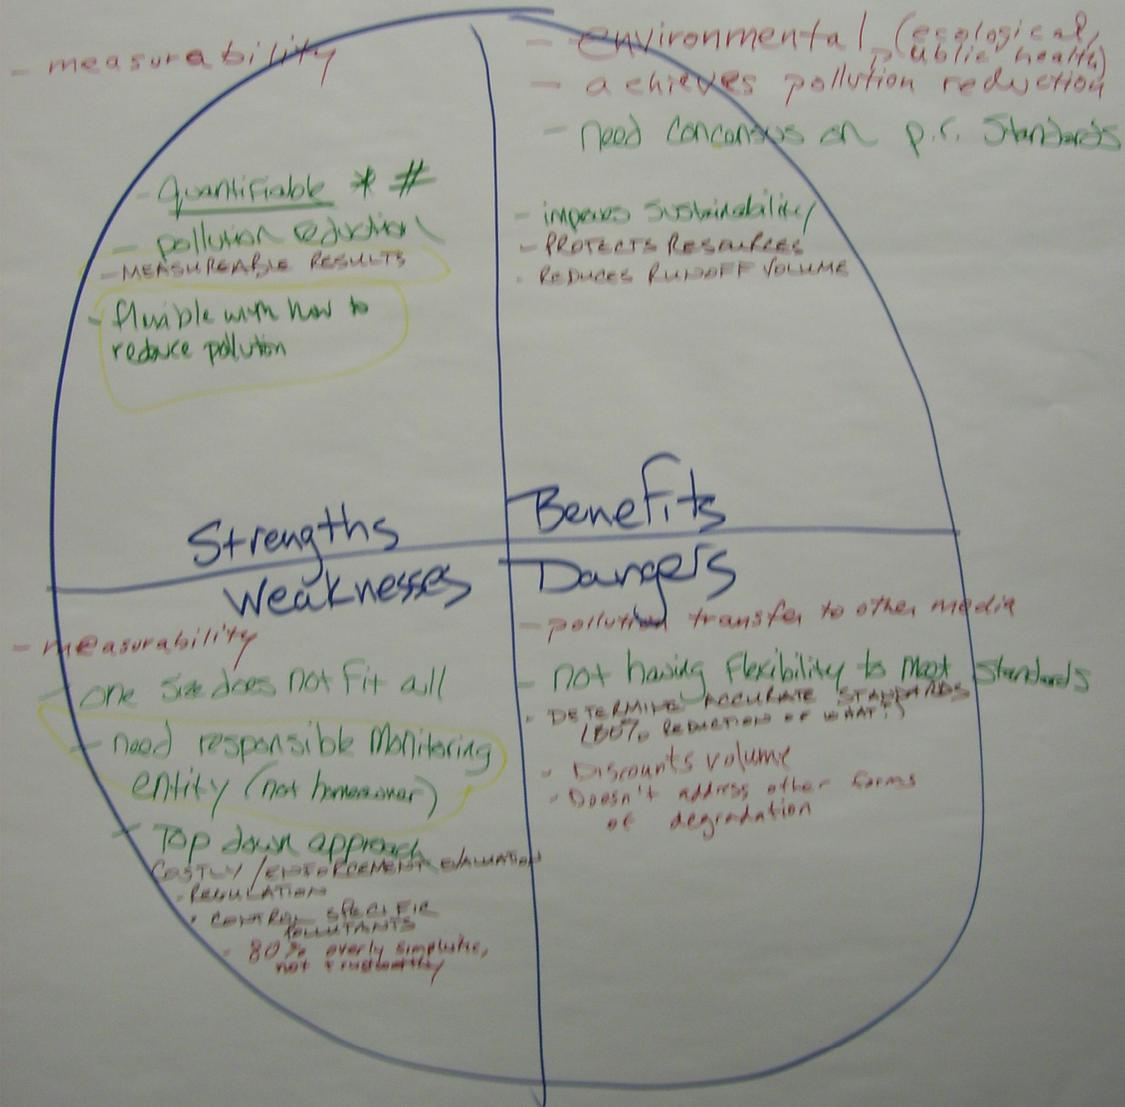 - measurability
- Quantifiable * #
- pollution reduction
- MEASUREABLE RESULTS
- flexible with how to
reduce pollution
Strengths
- environmental (ecological,
public health)
- achieves pollution reduction
- need concensus on p.r. Standards
- improves Sustainability
- PROTECTS RESOURCES
- REDUCES RUNOFF VOLUME
Benefits
Weaknesses
- measurability
- one size does not fit all
- need responsible Monitoring
entity (not homeowner)
- Top down approach
COSTLY/ENFORCEMENT EVALUATION
- REGULATION
• CONTROL SPECIFIC
POLLUTANTS
- 80% overly simplistic,
not trustworthy
Dangers
- pollution transfer to other media
- not having flexibility to meet standards
- DETERMINE ACCURATE STANDARDS
(80% REDUCTION OF WHAT?)
- Discounts volume
- Doesn't address other forms
of degradation